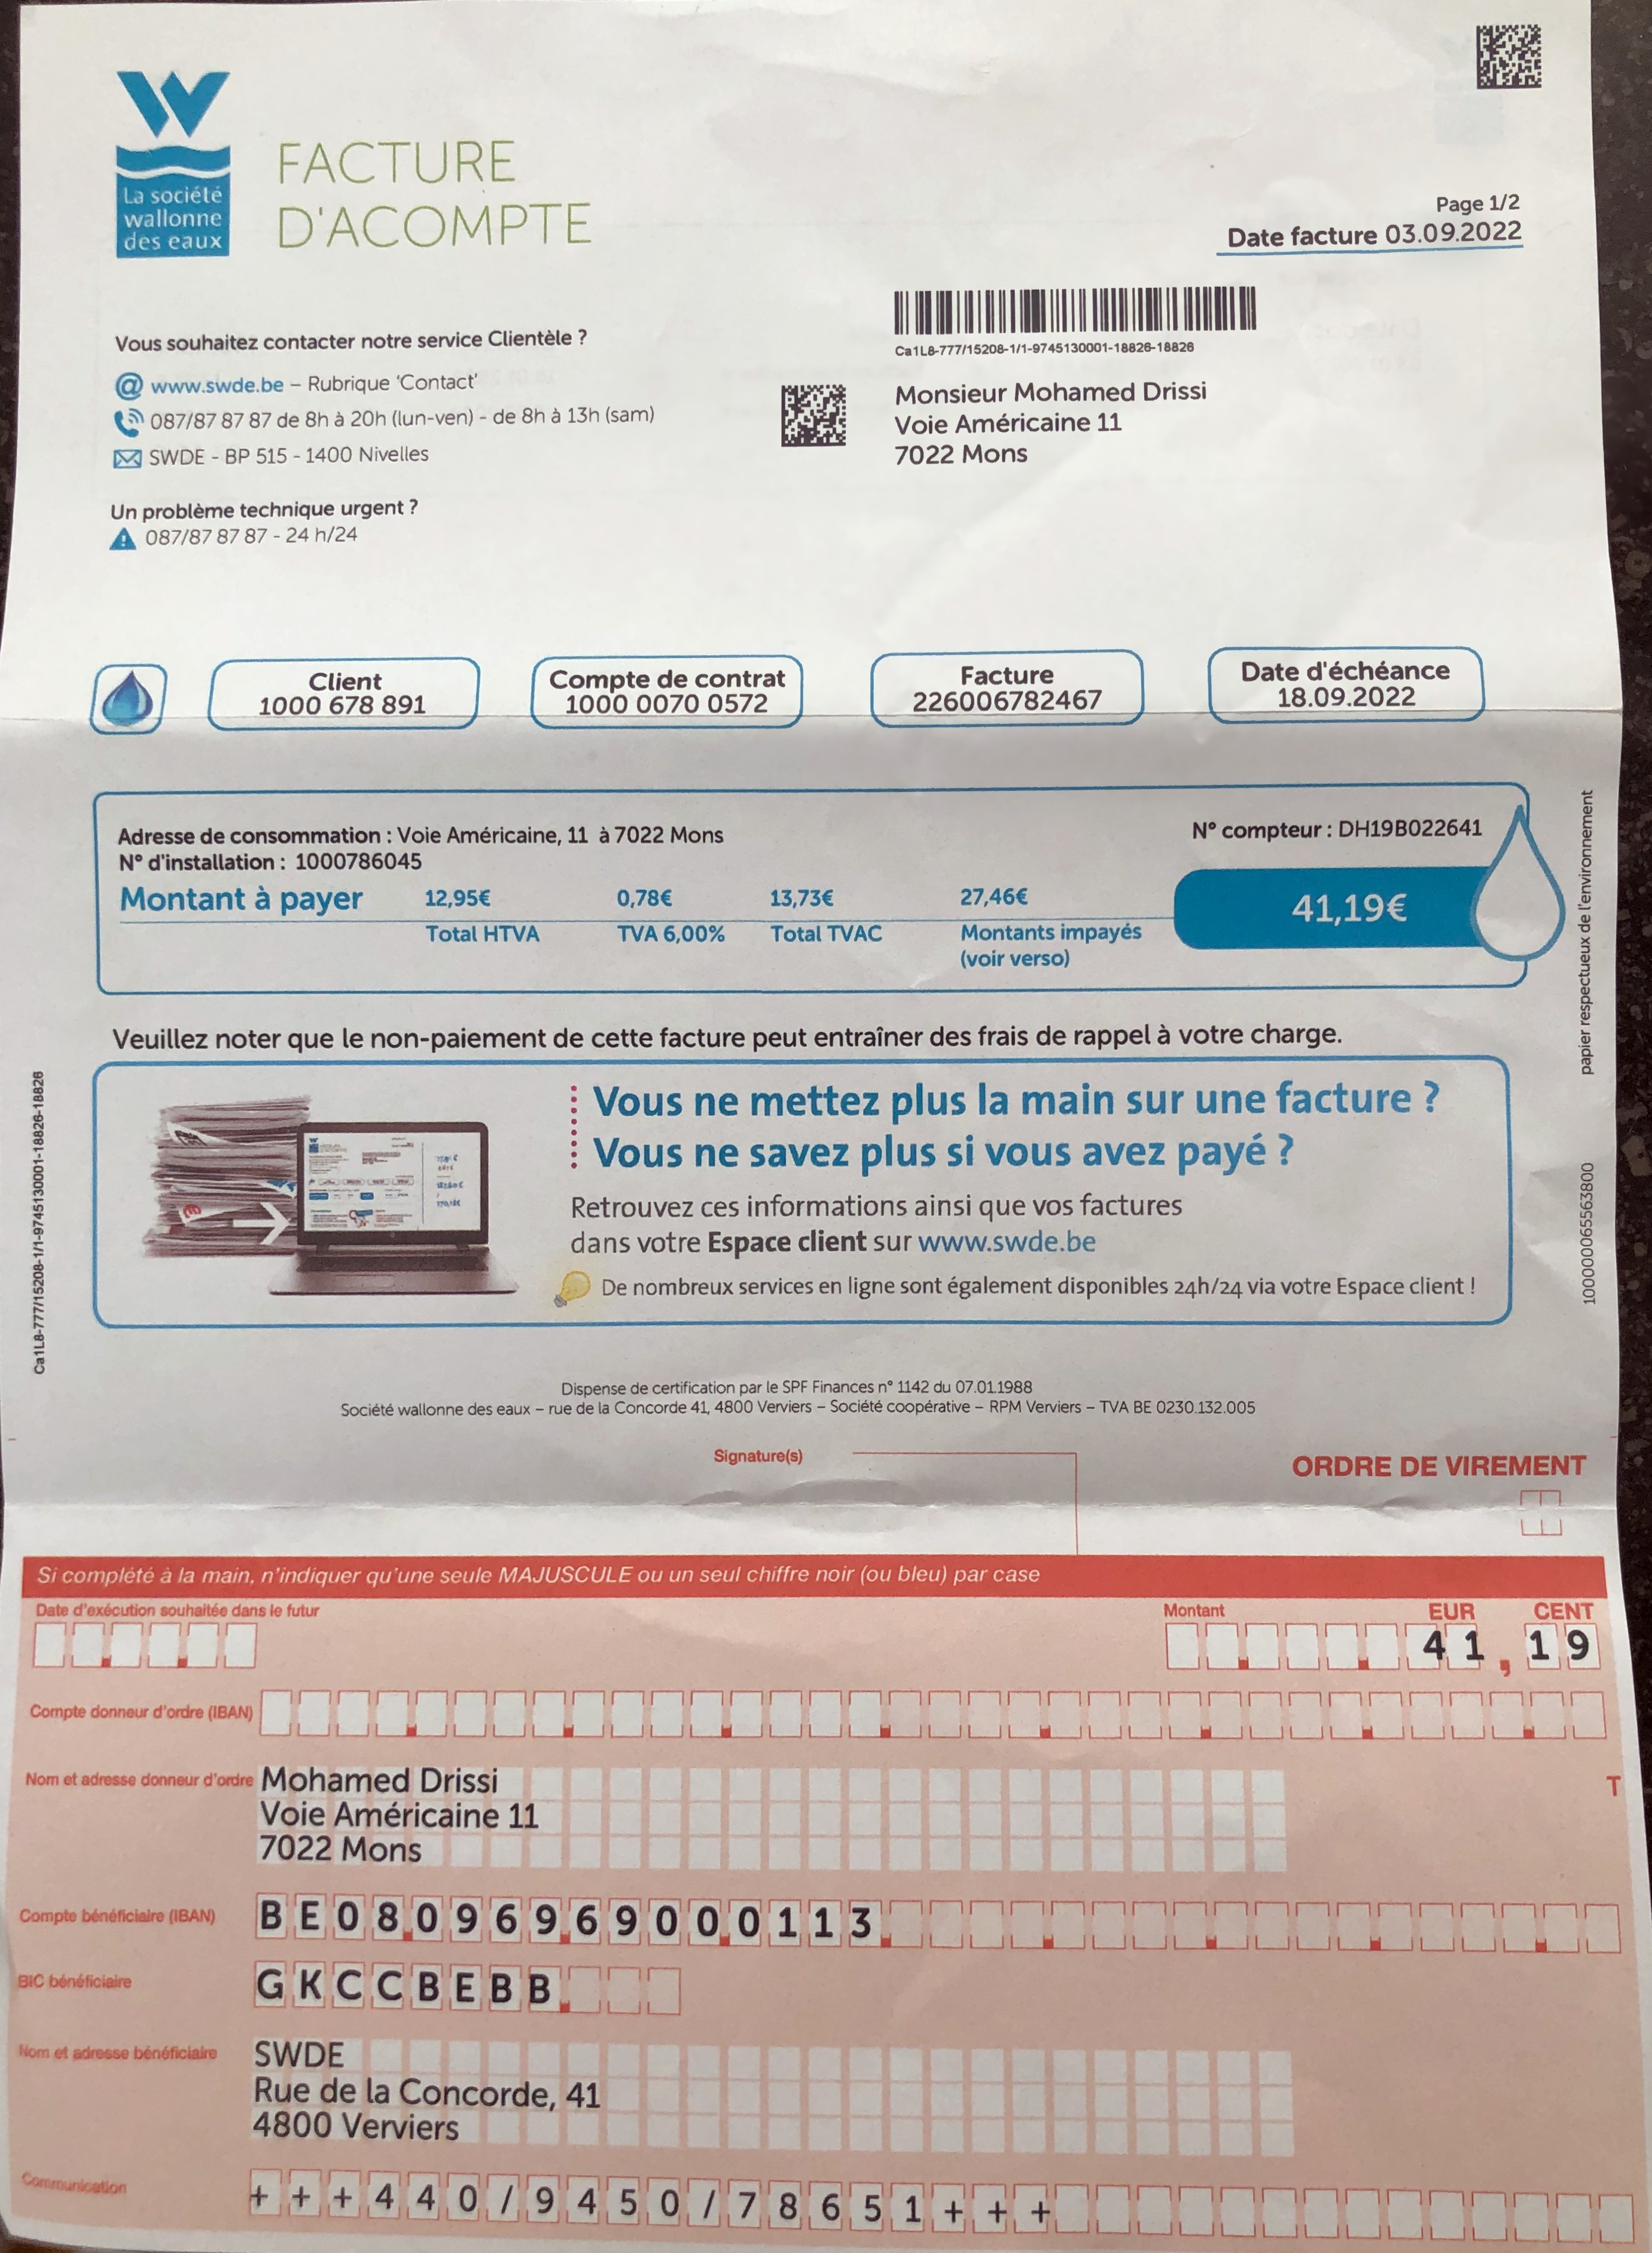 La société
wallonne
des eaux
FACTURE
D'ACOMPTE
Page 1/2
Date facture 03.09.2022
Vous souhaitez contacter notre service Clientèle ?
@ www.swde.be – Rubrique 'Contact'
087/87 87 87 de 8h à 20h (lun-ven) - de 8h à 13h (sam)
SWDE - BP 515 - 1400 Nivelles
Un problème technique urgent ?
087/87 87 87 - 24 h/24
Ca1L8-777/15208-1/1-9745130001-18826-18826
Monsieur Mohamed Drissi
Voie Américaine 11
7022 Mons
Client
1000 678 891
Compte de contrat
1000 0070 0572
Facture
226006782467
Date d'échéance
18.09.2022
Adresse de consommation : Voie Américaine, 11 à 7022 Mons
N° d'installation : 1000786045
N° compteur : DH19B022641
Montant à payer
12,95€
Total HTVA
0,78€
TVA 6,00%
13,73€
Total TVAC
27,46€
Montants impayés
(voir verso)
41,19€
Veuillez noter que le non-paiement de cette facture peut entraîner des frais de rappel à votre charge.
Vous ne mettez plus la main sur une facture ?
Vous ne savez plus si vous avez payé ?
Retrouvez ces informations ainsi que vos factures
dans votre Espace client sur www.swde.be
De nombreux services en ligne sont également disponibles 24h/24 via votre Espace client !
Ca1L8-777/15208-1/1-9745130001-18826-18826
papier respectueux de l'environnement
100000065563800
Dispense de certification par le SPF Finances n° 1142 du 07.01.1988
Société wallonne des eaux – rue de la Concorde 41, 4800 Verviers – Société coopérative – RPM Verviers – TVA BE 0230.132.005
Signature(s)
ORDRE DE VIREMENT
Si complété à la main, n'indiquer qu'une seule MAJUSCULE ou un seul chiffre noir (ou bleu) par case
Date d'exécution souhaitée dans le futur
Montant
EUR
CENT
41,19
Compte donneur d'ordre (IBAN)
Nom et adresse donneur d'ordre
Mohamed Drissi
Voie Américaine 11
7022 Mons
T
Compte bénéficiaire (IBAN)
BE08096969000113
BIC bénéficiaire
GKCCBEBB
Nom et adresse bénéficiaire
SWDE
Rue de la Concorde, 41
4800 Verviers
Communication
+++440/9450/78651+++